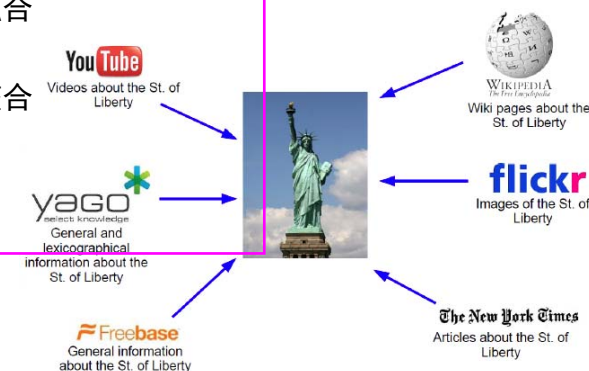 合
YouTube
Videos about the St. of
Liberty
合
yago
select knowledge
General and
lexicographical
information about the
St. of Liberty
Freebase
General information
about the St. of Liberty
WIKIPEDIA
The Free Encyclopedia
Wiki pages about the
St. of Liberty
flickr
Images of the St. of
Liberty
The New York Times
Articles about the St. of
Liberty